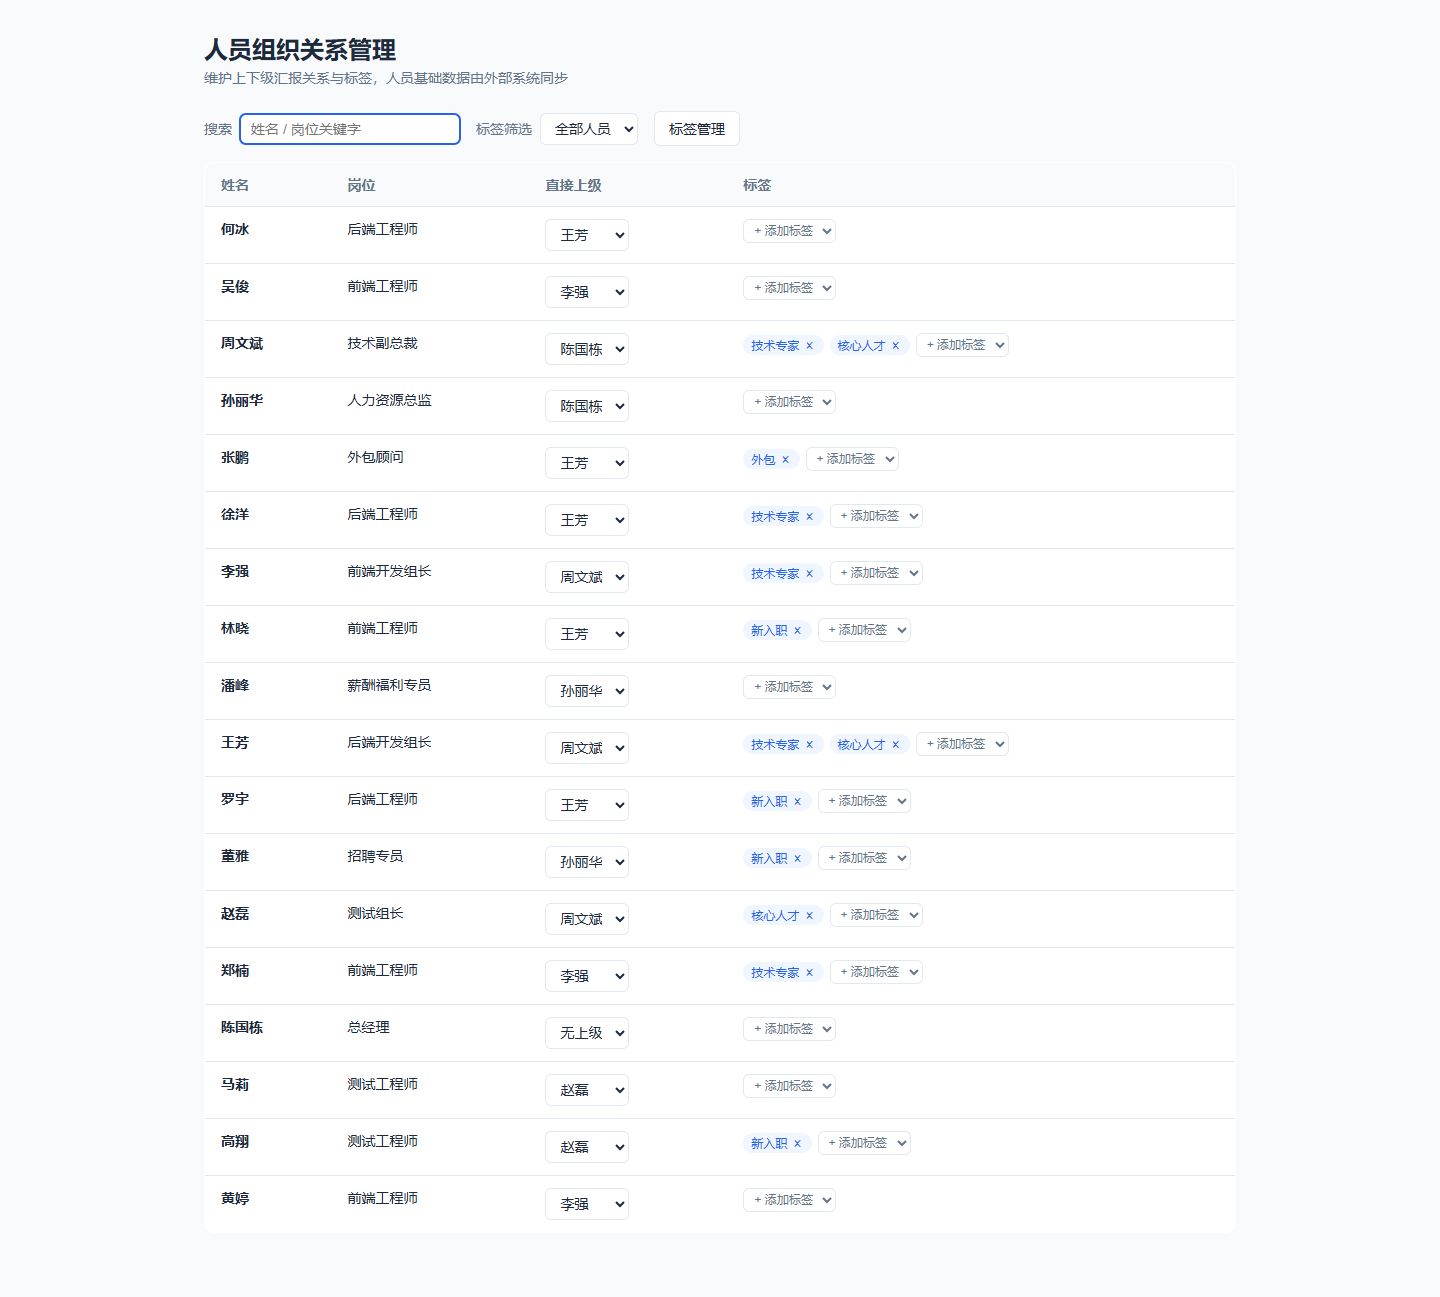 人员组织关系管理
维护上下级汇报关系与标签，人员基础数据由外部系统同步
搜索 姓名 / 岗位关键字 标签筛选 全部人员 标签管理
姓名 岗位 直接上级 标签
何冰 后端工程师 王芳 + 添加标签
吴俊 前端工程师 李强 + 添加标签
周文斌 技术副总裁 陈国栋 技术专家 × 核心人才 × + 添加标签
孙丽华 人力资源总监 陈国栋 + 添加标签
张鹏 外包顾问 王芳 外包 × + 添加标签
徐洋 后端工程师 王芳 技术专家 × + 添加标签
李强 前端开发组长 周文斌 技术专家 × + 添加标签
林晓 前端工程师 王芳 新入职 × + 添加标签
潘峰 薪酬福利专员 孙丽华 + 添加标签
王芳 后端开发组长 周文斌 技术专家 × 核心人才 × + 添加标签
罗宇 后端工程师 王芳 新入职 × + 添加标签
董雅 招聘专员 孙丽华 新入职 × + 添加标签
赵磊 测试组长 周文斌 核心人才 × + 添加标签
郑楠 前端工程师 李强 技术专家 × + 添加标签
陈国栋 总经理 无上级 + 添加标签
马莉 测试工程师 赵磊 + 添加标签
高翔 测试工程师 赵磊 新入职 × + 添加标签
黄婷 前端工程师 李强 + 添加标签